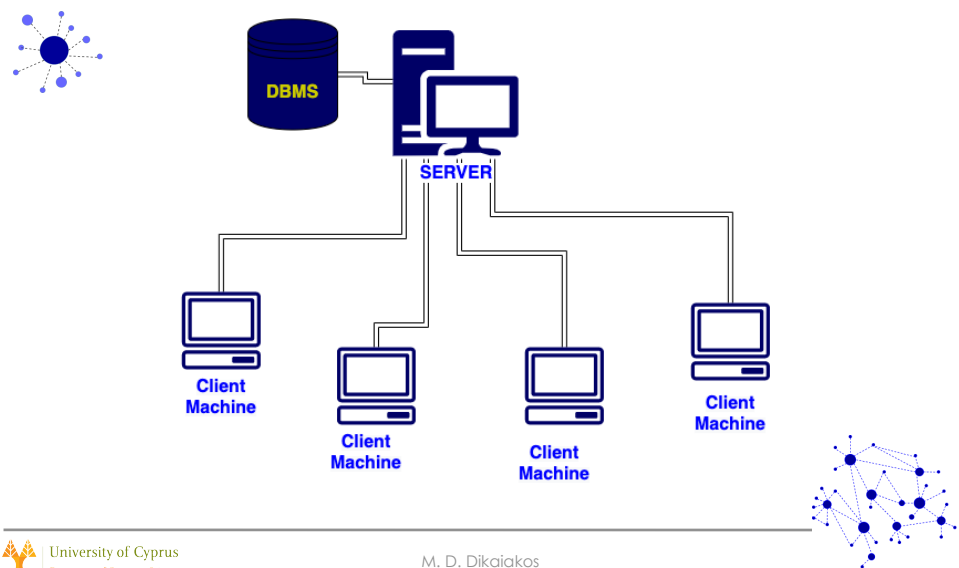 DBMS
SERVER
Client
Machine
Client
Machine
Client
Machine
Client
Machine
University of Cyprus
M. D. Dikaiakos